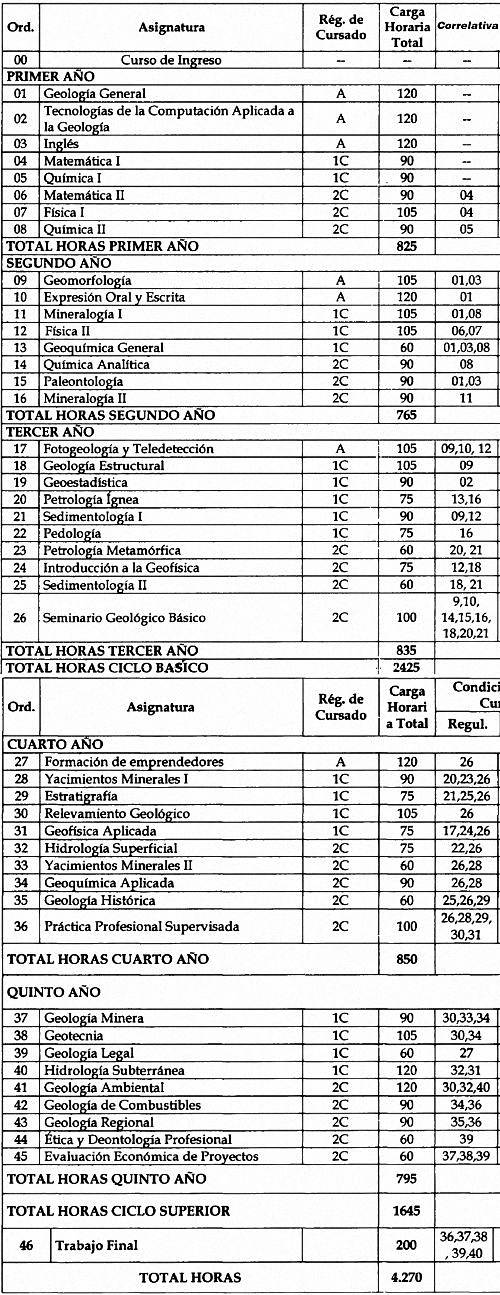 Ord. Asignatura Rég. de Cursado Carga Horaria Total Correlativa
00 Curso de Ingreso -- -- --
PRIMER AÑO
01 Geología General A 120 --
02 Tecnologías de la Computación Aplicada a la Geología A 120 --
03 Inglés A 120 --
04 Matemática I 1C 90 --
05 Química I 1C 90 --
06 Matemática II 2C 90 04
07 Física I 2C 105 04
08 Química II 2C 90 05
TOTAL HORAS PRIMER AÑO 825
SEGUNDO AÑO
09 Geomorfología A 105 01,03
10 Expresión Oral y Escrita A 120 01
11 Mineralogía I 1C 105 01,08
12 Física II 1C 105 06,07
13 Geoquímica General 1C 60 01,03,08
14 Química Analítica 2C 90 08
15 Paleontología 2C 90 01,03
16 Mineralogía II 2C 90 11
TOTAL HORAS SEGUNDO AÑO 765
TERCER AÑO
17 Fotogeología y Teledetección A 105 09,10, 12
18 Geología Estructural 1C 105 09
19 Geoestadística 1C 90 02
20 Petrología Ígnea 1C 75 13,16
21 Sedimentología I 1C 90 09,12
22 Pedología 1C 75 16
23 Petrología Metamórfica 2C 60 20, 21
24 Introducción a la Geofísica 2C 75 12,18
25 Sedimentología II 2C 60 18, 21
26 Seminario Geológico Básico 2C 100 9,10, 14,15,16, 18,20,21
TOTAL HORAS TERCER AÑO 835
TOTAL HORAS CICLO BASÍCO 2425
Ord. Asignatura Rég. de Cursado Carga Horari a Total Condici Cur Regul.
CUARTO AÑO
27 Formación de emprendedores A 120 26
28 Yacimientos Minerales I 1C 90 20,23,26
29 Estratigrafía 1C 75 21,25,26
30 Relevamiento Geológico 1C 105 26
31 Geofísica Aplicada 1C 75 17,24,26
32 Hidrología Superficial 2C 75 22,26
33 Yacimientos Minerales II 2C 60 26,28
34 Geoquímica Aplicada 2C 90 26,28
35 Geología Histórica 2C 60 25,26,29
36 Práctica Profesional Supervisada 2C 100 26,28,29, 30,31
TOTAL HORAS CUARTO AÑO 850
QUINTO AÑO
37 Geología Minera 1C 90 30,33,34
38 Geotecnia 1C 105 30,34
39 Geología Legal 1C 60 27
40 Hidrología Subterránea 1C 120 32,31
41 Geología Ambiental 2C 120 30,32,40
42 Geología de Combustibles 2C 90 34,36
43 Geología Regional 2C 90 35,36
44 Ética y Deontología Profesional 2C 60 39
45 Evaluación Económica de Proyectos 2C 60 37,38,39
TOTAL HORAS QUINTO AÑO 795
TOTAL HORAS CICLO SUPERIOR 1645
46 Trabajo Final 200 36,37,38 , 39,40
TOTAL HORAS 4.270